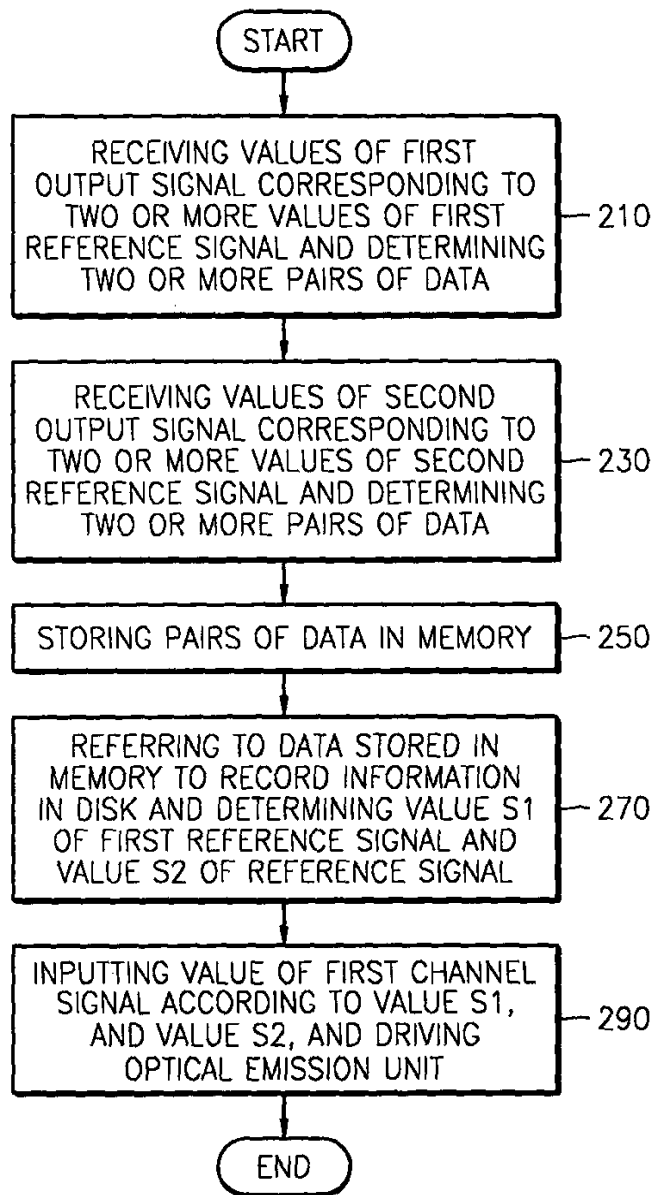 START
RECEIVING VALUES OF FIRST
OUTPUT SIGNAL CORRESPONDING TO
TWO OR MORE VALUES OF FIRST
REFERENCE SIGNAL AND DETERMINING
TWO OR MORE PAIRS OF DATA
210
RECEIVING VALUES OF SECOND
OUTPUT SIGNAL CORRESPONDING TO
TWO OR MORE VALUES OF SECOND
REFERENCE SIGNAL AND DETERMINING
TWO OR MORE PAIRS OF DATA
230
STORING PAIRS OF DATA IN MEMORY
250
REFERRING TO DATA STORED IN
MEMORY TO RECORD INFORMATION
IN DISK AND DETERMINING VALUE S1
OF FIRST REFERENCE SIGNAL AND
VALUE S2 OF REFERENCE SIGNAL
270
INPUTTING VALUE OF FIRST CHANNEL
SIGNAL ACCORDING TO VALUE S1,
AND VALUE S2, AND DRIVING
OPTICAL EMISSION UNIT
290
END